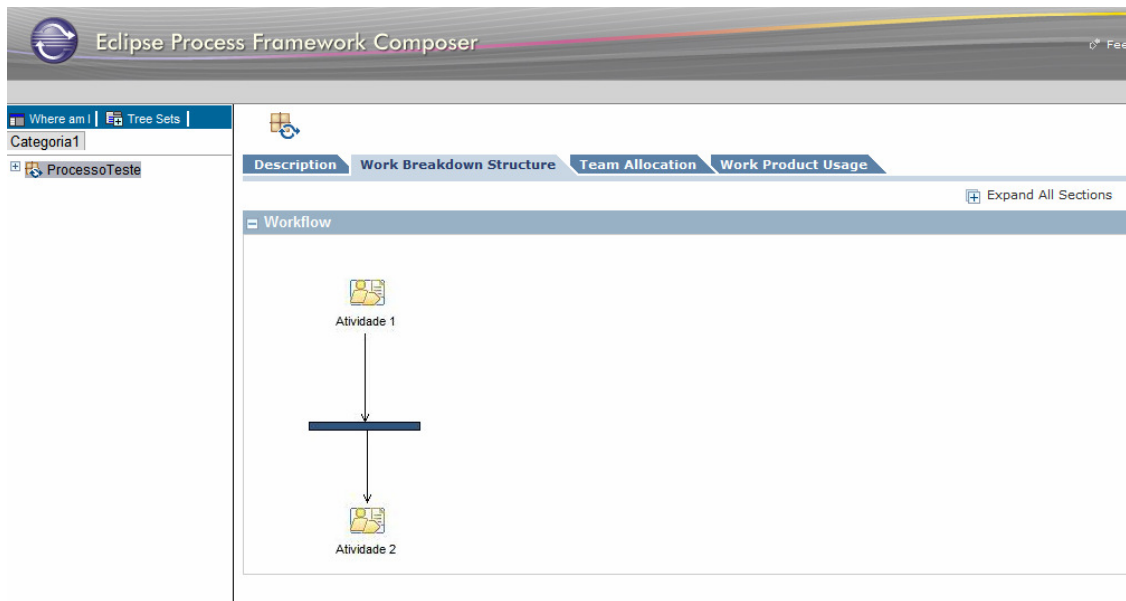 Eclipse Process Framework Composer
Fee
Where am I Tree Sets
Categoria1
ProcessoTeste
Description Work Breakdown Structure Team Allocation Work Product Usage
Expand All Sections
Workflow
Atividade 1
Atividade 2